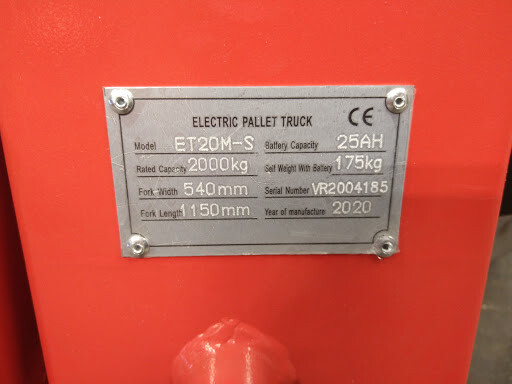 ELECTRIC PALLET TRUCK CE
Model ET20M-S Battery Capacity 25AH
Rated Capacity 2000kg Self Weight With Battery 175kg
Fork Width 540mm Serial Number VR2004185
Fork Length 1150mm Year of manufacture 2020